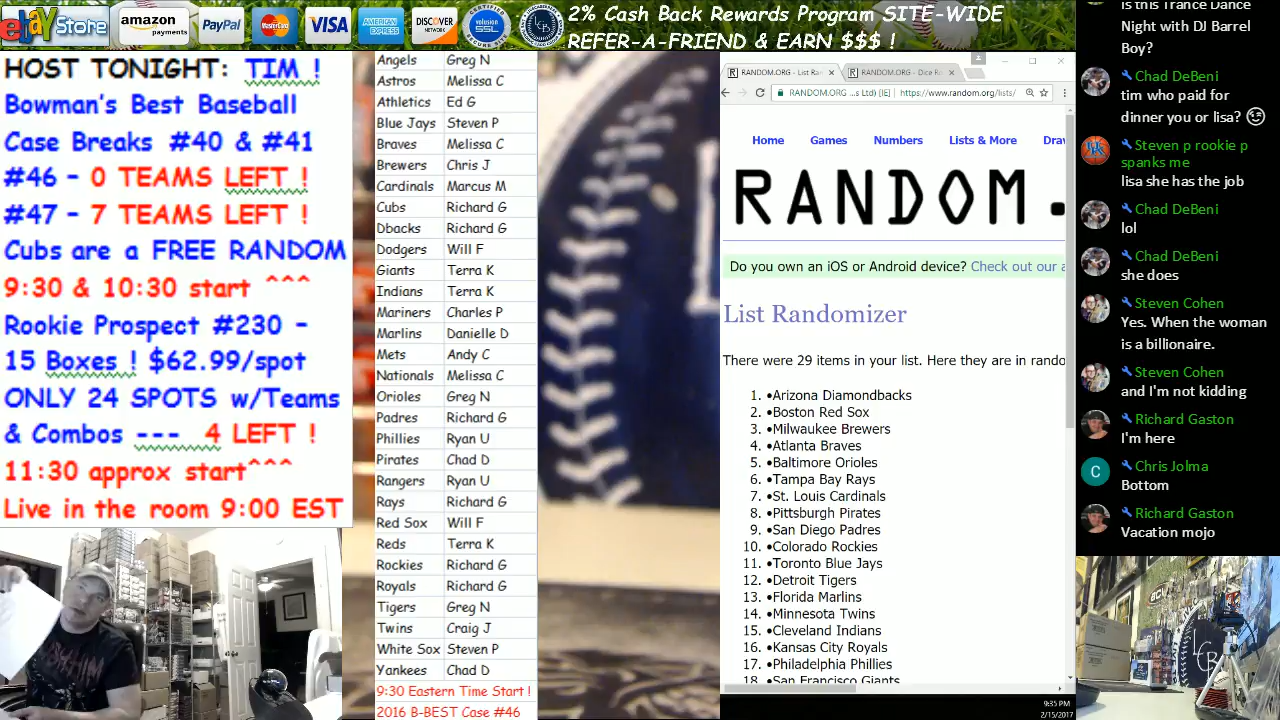 ebay Store
amazon payments
PayPal
MasterCard
VISA
AMERICAN EXPRESS
DISCOVER NETWORK
volusion SSL
2% Cash Back Rewards Program SITE-WIDE
REFER-A-FRIEND & EARN $$$ !
HOST TONIGHT: TIM !
Bowman's Best Baseball
Case Breaks #40 & #41
#46 - 0 TEAMS LEFT !
#47 - 7 TEAMS LEFT !
Cubs are a FREE RANDOM
9:30 & 10:30 start ^^^
Rookie Prospect #230 -
15 Boxes ! $62.99/spot
ONLY 24 SPOTS w/Teams
& Combos --- 4 LEFT !
11:30 approx start^^^
Live in the room 9:00 EST
Angels Greg N
Astros Melissa C
Athletics Ed G
Blue Jays Steven P
Braves Melissa C
Brewers Chris J
Cardinals Marcus M
Cubs Richard G
Dbacks Richard G
Dodgers Will F
Giants Terra K
Indians Terra K
Mariners Charles P
Marlins Danielle D
Mets Andy C
Nationals Melissa C
Orioles Greg N
Padres Richard G
Phillies Ryan U
Pirates Chad D
Rangers Ryan U
Rays Richard G
Red Sox Will F
Reds Terra K
Rockies Richard G
Royals Richard G
Tigers Greg N
Twins Craig J
White Sox Steven P
Yankees Chad D
9:30 Eastern Time Start !
2016 B-BEST Case #46
RANDOM.ORG - List Ra
RANDOM.ORG - Dice R
RANDOM.ORG ...s Ltd) [IE] https://www.random.org/lists/
Home Games Numbers Lists & More Dra
RANDOM.
Do you own an iOS or Android device? Check out our a
List Randomizer
There were 29 items in your list. Here they are in rando
1. •Arizona Diamondbacks
2. •Boston Red Sox
3. •Milwaukee Brewers
4. •Atlanta Braves
5. •Baltimore Orioles
6. •Tampa Bay Rays
7. •St. Louis Cardinals
8. •Pittsburgh Pirates
9. •San Diego Padres
10. •Colorado Rockies
11. •Toronto Blue Jays
12. •Detroit Tigers
13. •Florida Marlins
14. •Minnesota Twins
15. •Cleveland Indians
16. •Kansas City Royals
17. •Philadelphia Phillies
18. •San Francisco Giants
9:35 PM
2/15/2017
Is this Trance Dance
Night with DJ Barrel
Boy?
Chad DeBeni
tim who paid for
dinner you or lisa? 😉
Steven p rookie p
spanks me
lisa she has the job
Chad DeBeni
lol
Chad DeBeni
she does
Steven Cohen
Yes. When the woman
is a billionaire.
Steven Cohen
and I'm not kidding
Richard Gaston
I'm here
C
Chris Jolma
Bottom
Richard Gaston
Vacation mojo